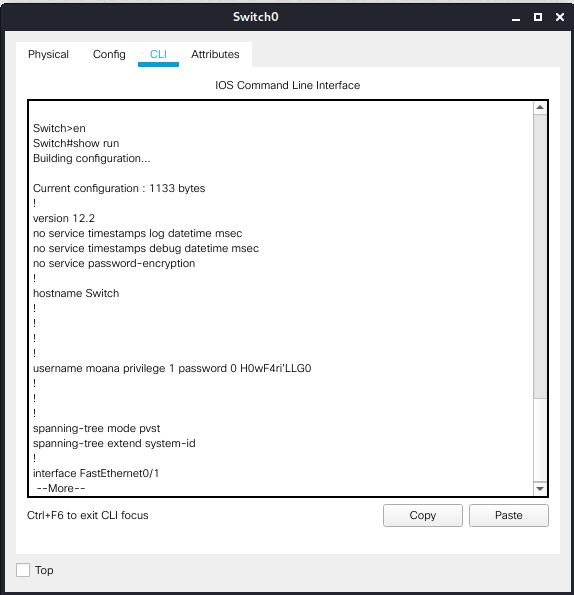 Switch0
Physical Config CLI Attributes
IOS Command Line Interface
Switch>en
Switch#show run
Building configuration...
Current configuration : 1133 bytes
!
version 12.2
no service timestamps log datetime msec
no service timestamps debug datetime msec
no service password-encryption
!
hostname Switch
!
!
!
!
username moana privilege 1 password 0 H0wF4ri'LLG0
!
!
!
spanning-tree mode pvst
spanning-tree extend system-id
!
interface FastEthernet0/1
--More--
Ctrl+F6 to exit CLI focus
Copy Paste
Top